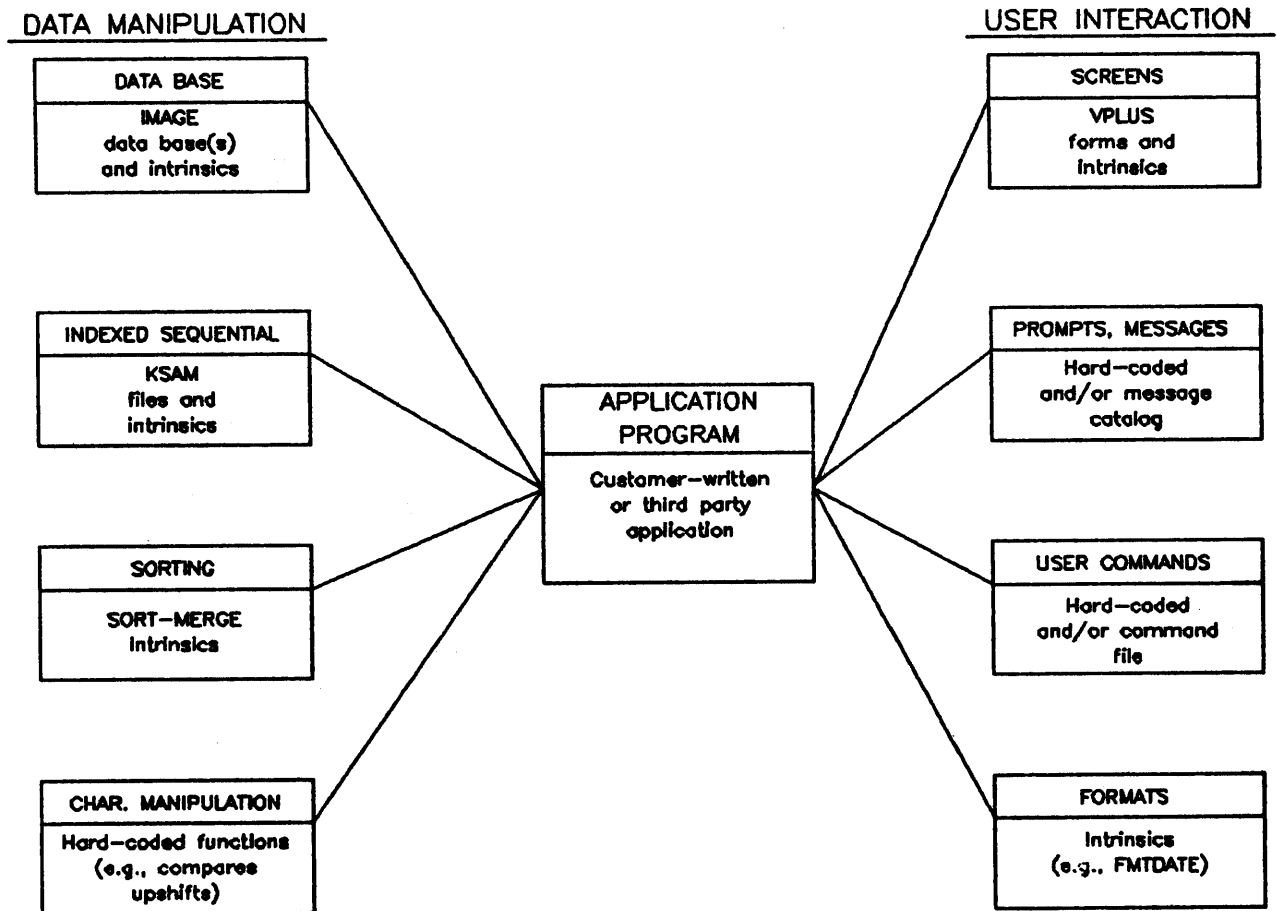 DATA MANIPULATION
DATA BASE
IMAGE
data base(s)
and intrinsics
INDEXED SEQUENTIAL
KSAM
files and
intrinsics
SORTING
SORT-MERGE
Intrinsics
CHAR. MANIPULATION
Hard-coded functions
(e.g., compares
upshifts)
APPLICATION
PROGRAM
Customer-written
or third party
application
USER INTERACTION
SCREENS
VPLUS
forms and
intrinsics
PROMPTS, MESSAGES
Hard-coded
and/or message
catalog
USER COMMANDS
Hard-coded
and/or command
file
FORMATS
Intrinsics
(e.g., FMTDATE)